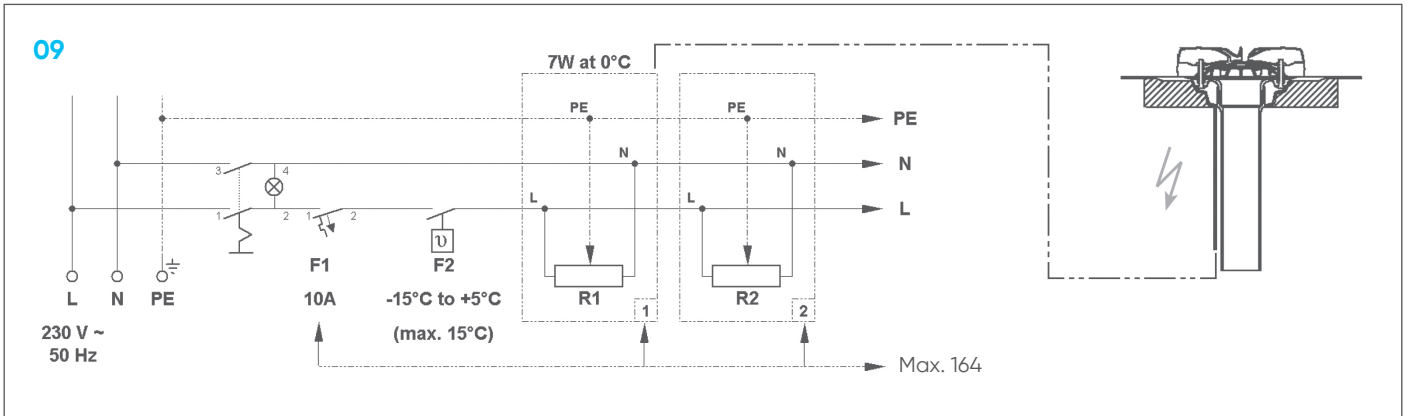 09
7W at 0°C
PE PE PE
N N N
3 4
L L L
1 2 1 2
υ
F1 F2 R1 R2
L N PE
10A -15°C to +5°C 1 2
230 V ~ (max. 15°C)
50 Hz
Max. 164